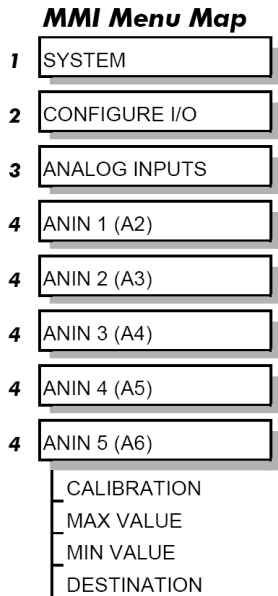 MMI Menu Map
1 SYSTEM
2 CONFIGURE I/O
3 ANALOG INPUTS
4 ANIN 1 (A2)
4 ANIN 2 (A3)
4 ANIN 3 (A4)
4 ANIN 4 (A5)
4 ANIN 5 (A6)
CALIBRATION
MAX VALUE
MIN VALUE
DESTINATION